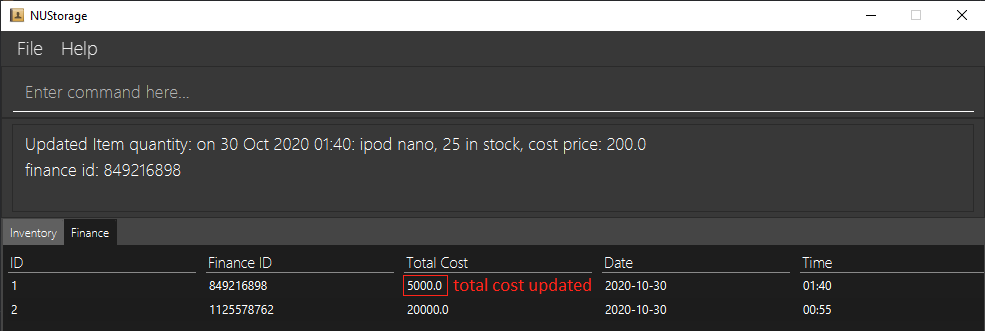 NUStorage
File Help
Enter command here...
Updated Item quantity: on 30 Oct 2020 01:40: ipod nano, 25 in stock, cost price: 200.0
finance id: 849216898
Inventory Finance
ID Finance ID Total Cost Date Time
1 849216898 5000.0 total cost updated 2020-10-30 01:40
2 1125578762 20000.0 2020-10-30 00:55